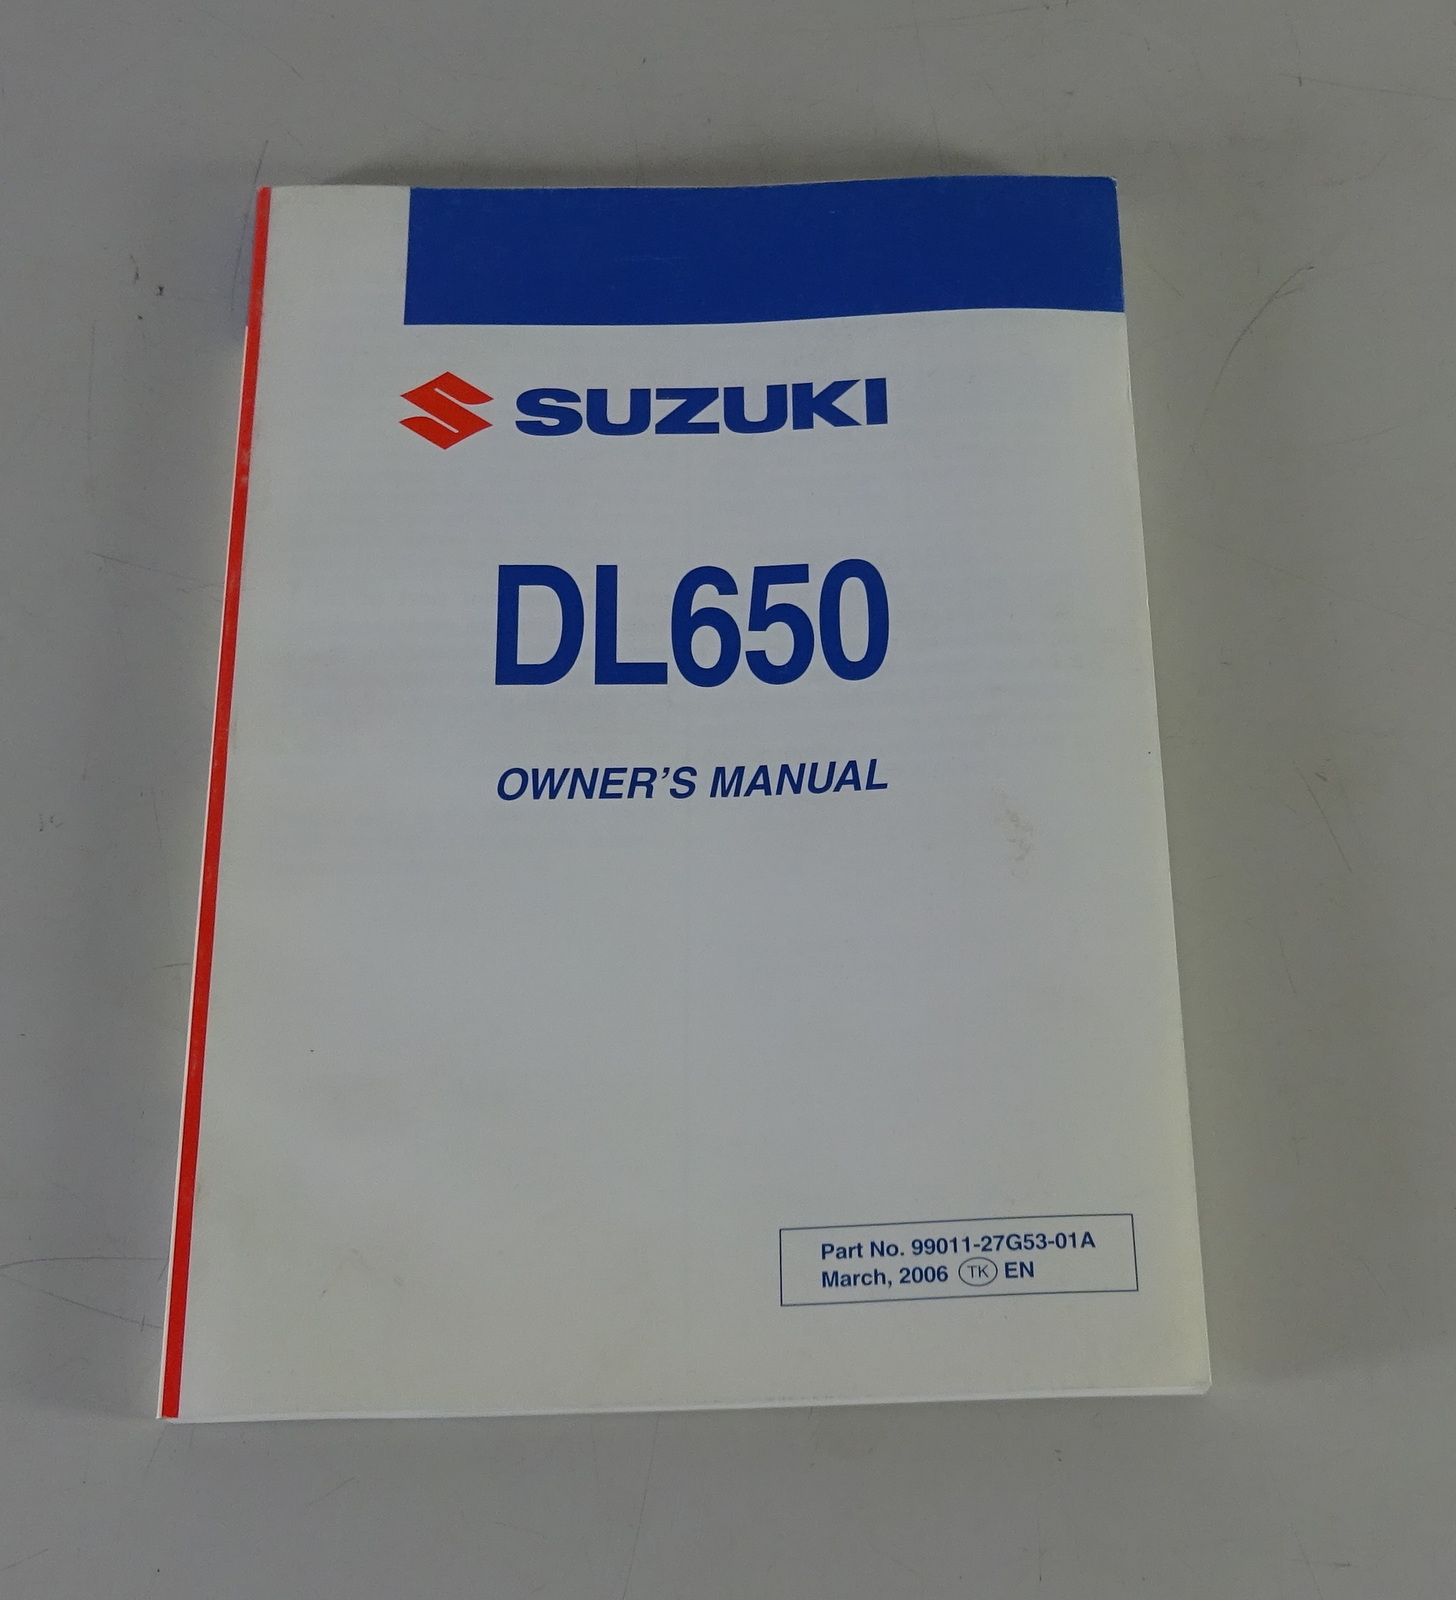 SUZUKI
DL650
OWNER'S MANUAL
Part No. 99011-27G53-01A
March, 2006 TK EN